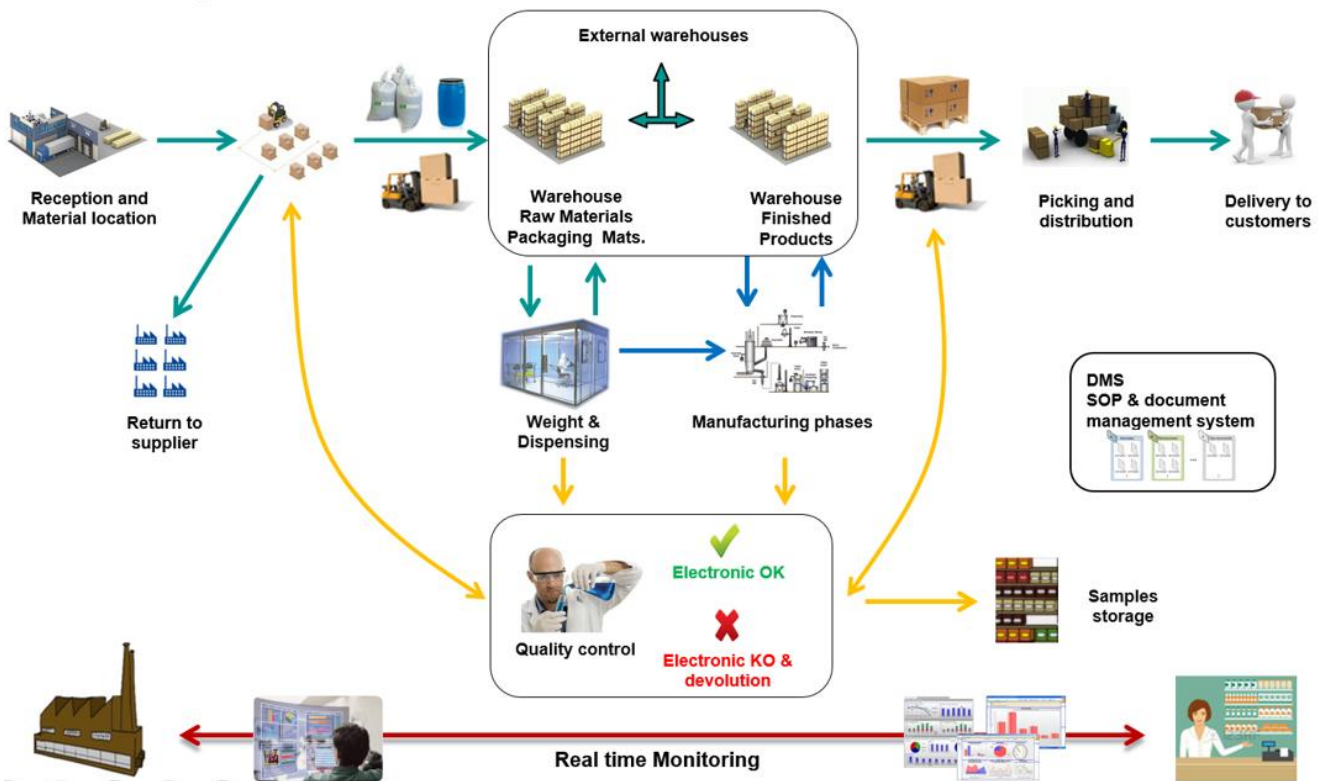 External warehouses
Reception and
Material location
Warehouse
Raw Materials
Packaging Mats.
Warehouse
Finished
Products
Picking and
distribution
Delivery to
customers
Return to
supplier
Weight &
Dispensing
Manufacturing phases
DMS
SOP & document
management system
Electronic OK
Quality control
Electronic KO &
devolution
Samples
storage
Real time Monitoring